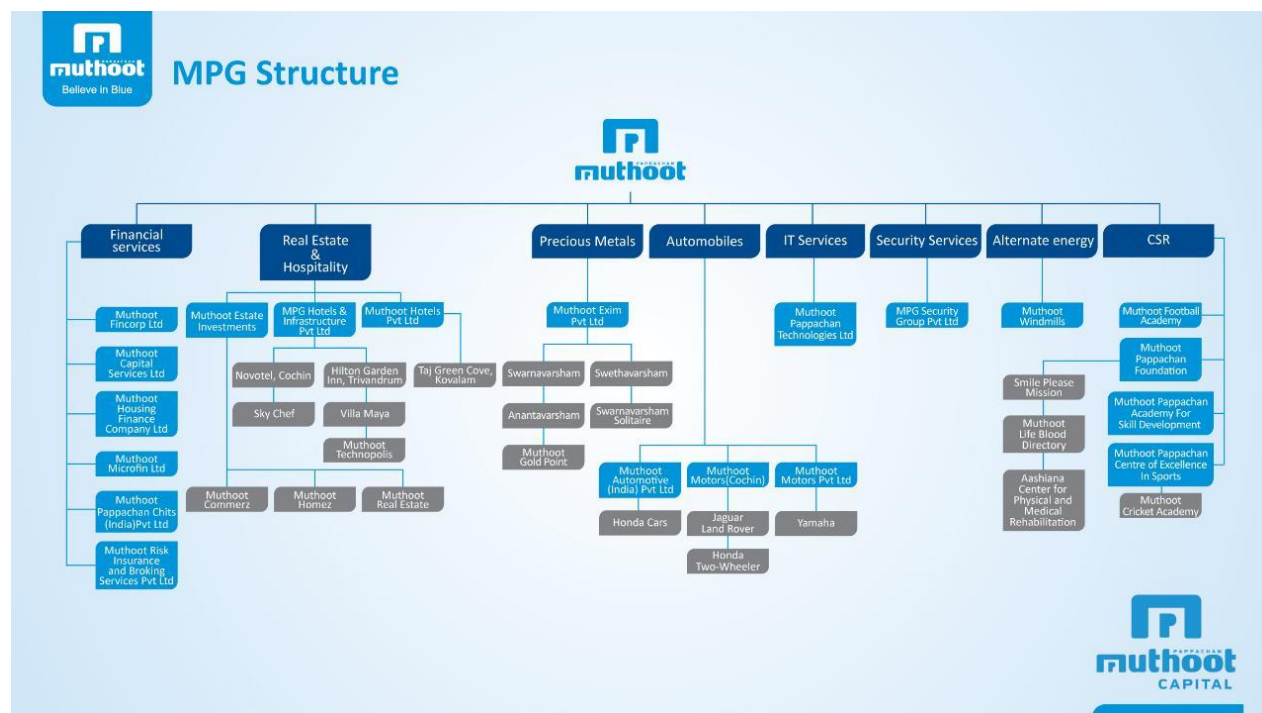 PAPPACHAN
muthoot
Believe in Blue
MPG Structure
PAPPACHAN
muthoot
Financial
services
Real Estate
&
Hospitality
Precious Metals
Automobiles
IT Services
Security Services
Alternate energy
CSR
Muthoot
Fincorp Ltd
Muthoot
Capital
Services Ltd
Muthoot
Housing
Finance
Company Ltd
Muthoot
Microfin Ltd
Muthoot
Pappachan Chits
(India)Pvt Ltd
Muthoot Risk
Insurance
and Broking
Services Pvt Ltd
Muthoot Estate
Investments
MPG Hotels &
Infrastructure
Pvt Ltd
Muthoot Hotels
Pvt Ltd
Novotel, Cochin
Sky Chef
Hilton Garden
Inn, Trivandrum
Villa Maya
Muthoot
Technopolis
Taj Green Cove,
Kovalam
Muthoot
Commerz
Muthoot
Homez
Muthoot
Real Estate
Muthoot Exim
Pvt Ltd
Swarnavarsham
Anantavarsham
Muthoot
Gold Point
Swethavarsham
Swarnavarsham
Solitaire
Muthoot
Automotive
(India) Pvt Ltd
Honda Cars
Muthoot
Motors(Cochin)
Jaguar
Land Rover
Honda
Two-Wheeler
Muthoot
Motors Pvt Ltd
Yamaha
Muthoot
Pappachan
Technologies Ltd
MPG Security
Group Pvt Ltd
Muthoot
Windmills
Muthoot Football
Academy
Muthoot
Pappachan
Foundation
Smile Please
Mission
Muthoot
Life Blood
Directory
Aashiana
Center for
Physical and
Medical
Rehabilitation
Muthoot Pappachan
Academy For
Skill Development
Muthoot Pappachan
Centre of Excellence
In Sports
Muthoot
Cricket Academy
PAPPACHAN
muthoot
CAPITAL